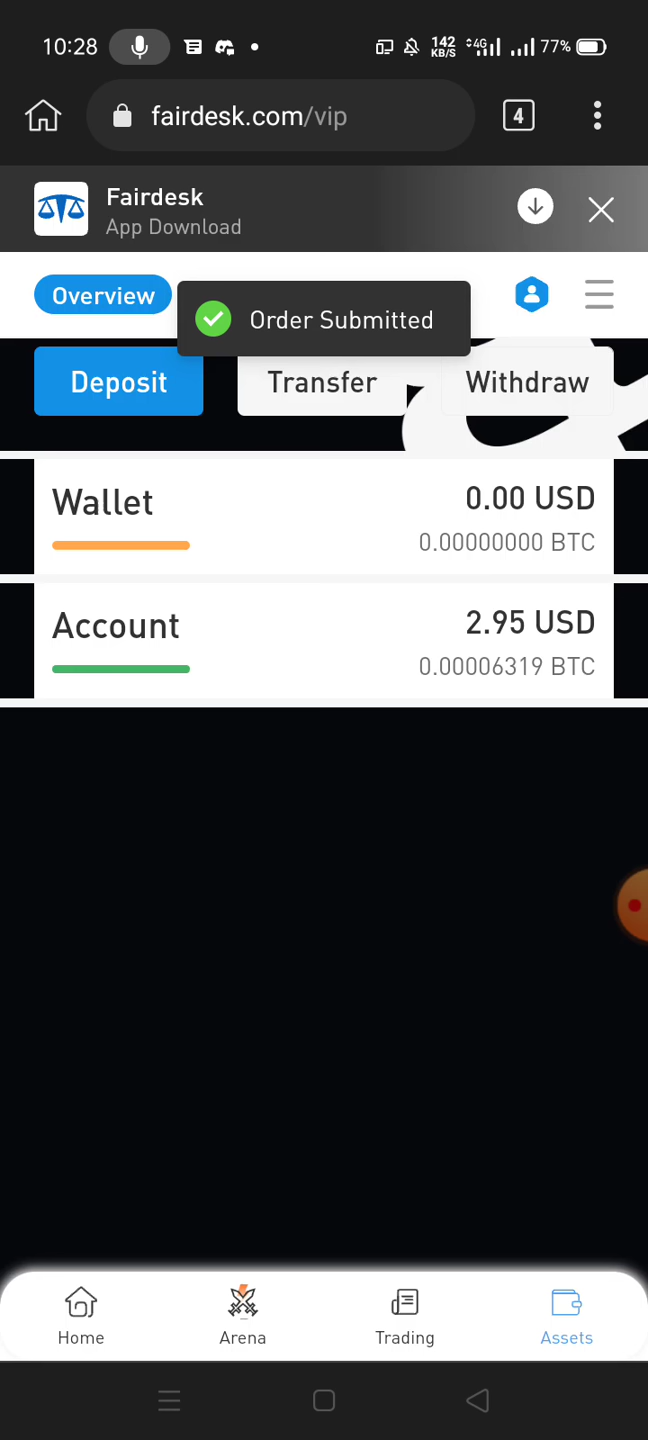 10:28
142 KB/S 4G 77%
fairdesk.com/vip
4
Fairdesk
App Download
Overview
Order Submitted
Deposit Transfer Withdraw
Wallet 0.00 USD
0.00000000 BTC
Account 2.95 USD
0.00006319 BTC
Home Arena Trading Assets